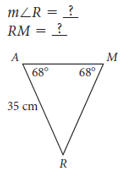 m∠R = ?
RM = ?
A M
68° 68°
35 cm
R